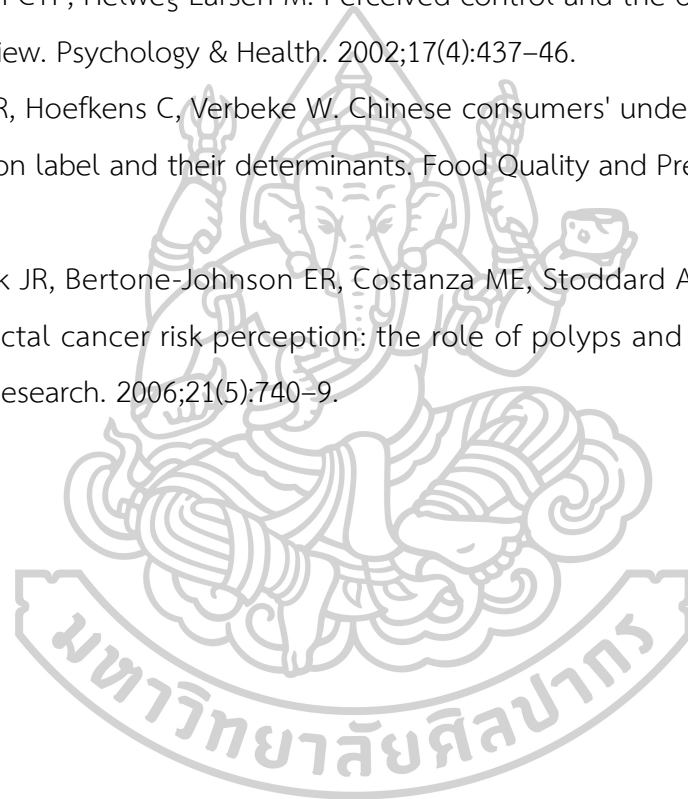 Helweg-Larsen M. Perceived control and the o
iew. Psychology & Health. 2002;17(4):437–46.
R, Hoefkens C, Verbeke W. Chinese consumers' unde
on label and their determinants. Food Quality and Pre
k JR, Bertone-Johnson ER, Costanza ME, Stoddard A
ctal cancer risk perception: the role of polyps and
esearch. 2006;21(5):740–9.
มหาวิทยาลัยศิลปากร